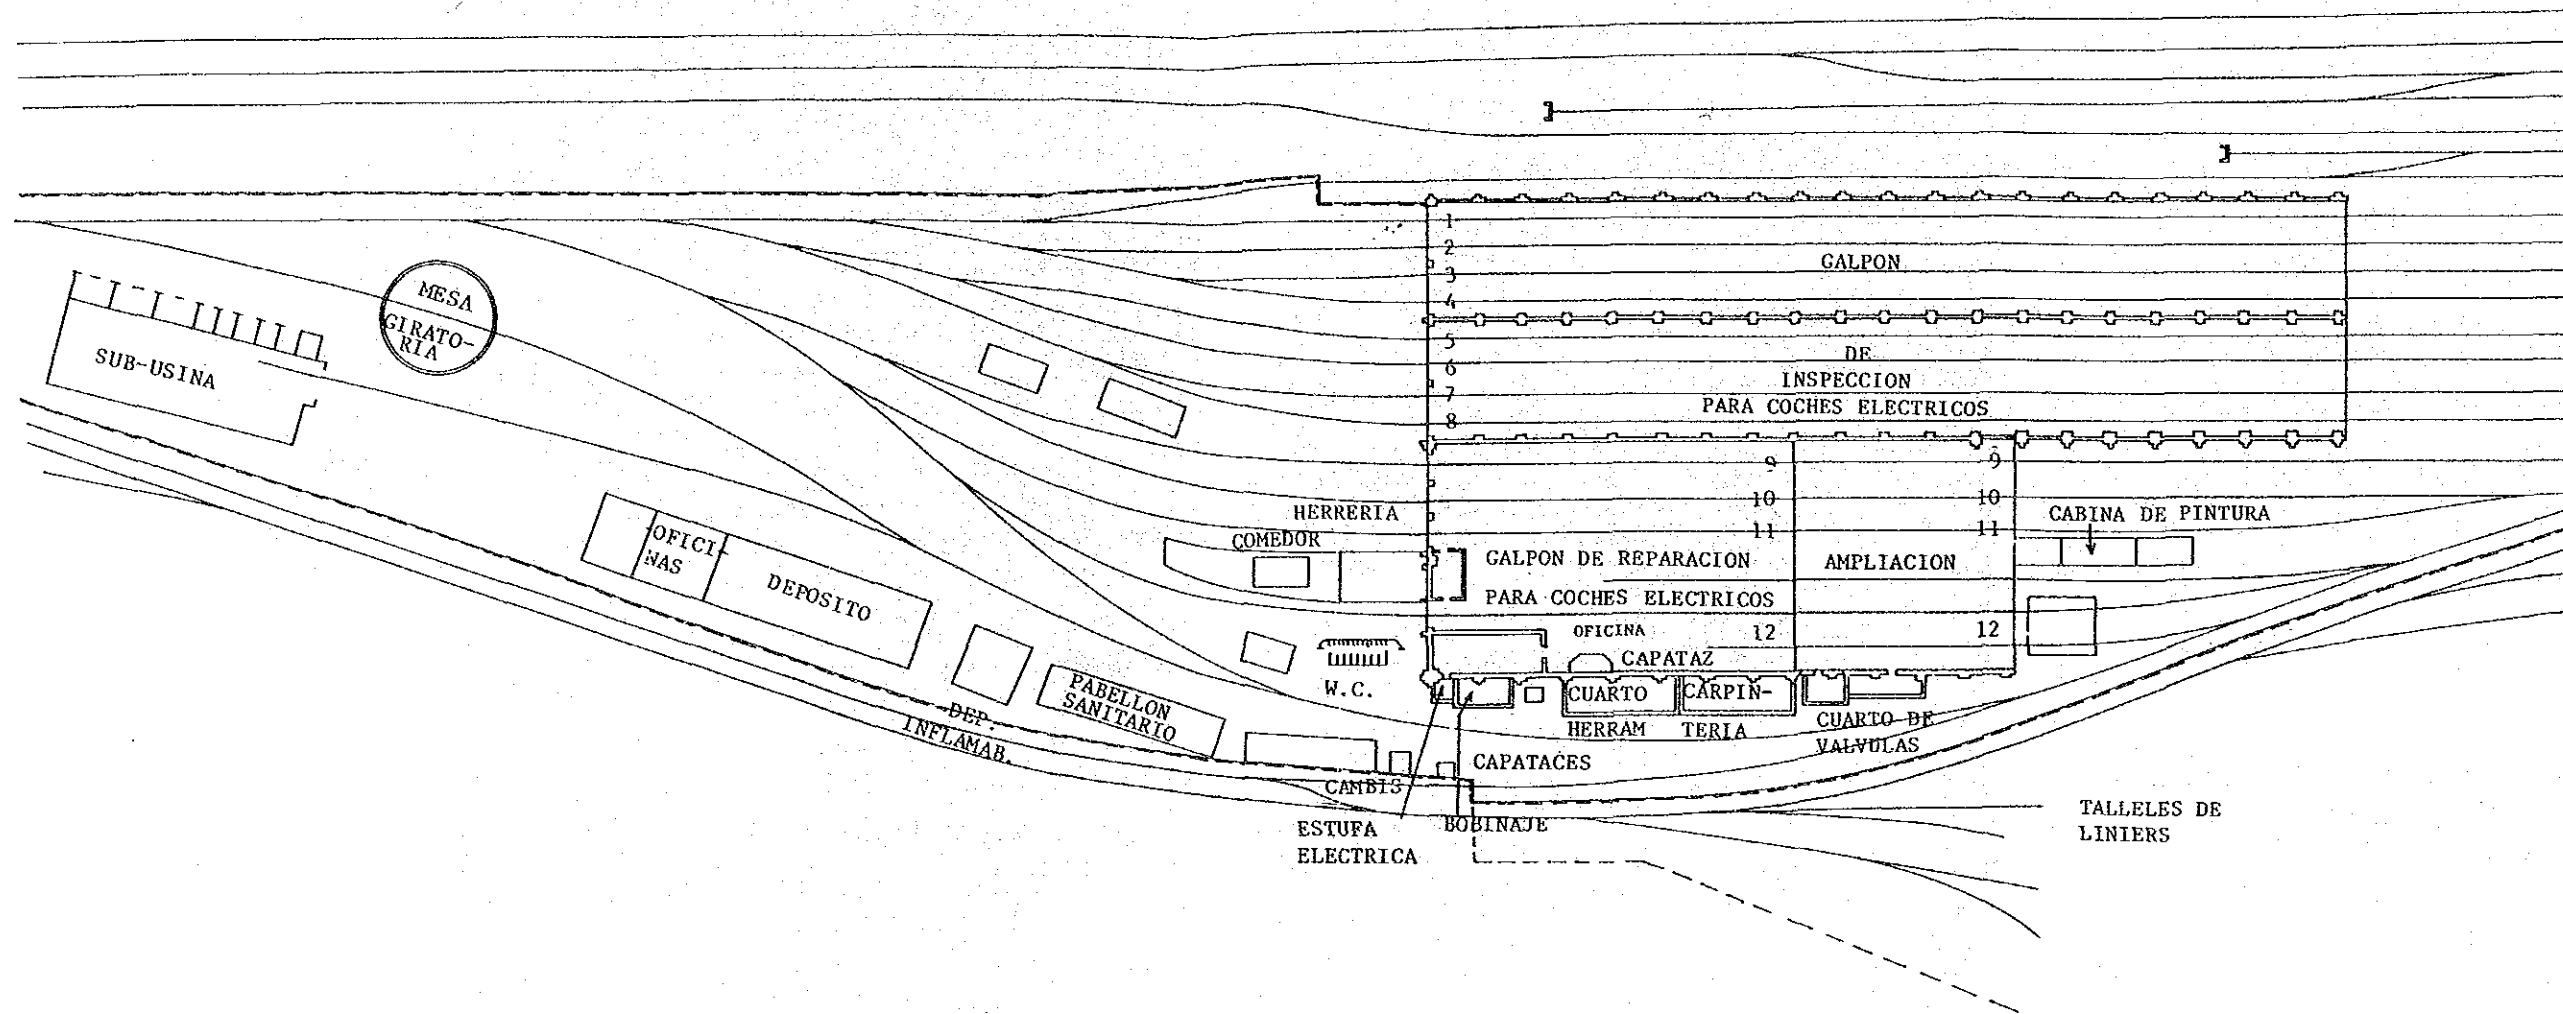 1
2
GALPON
3
4
MESA
GIRATO-
RIA
SUB-USINA
5
DE
6
INSPECCION
7
PARA COCHES ELECTRICOS
8
9
9
10
10
HERRERIA
CABINA DE PINTURA
11
11
COMEDOR
OFICI-
NAS
DEPOSITO
GALPON DE REPARACION
AMPLIACION
PARA COCHES ELECTRICOS
OFICINA
12
12
CAPATAZ
W.C.
PABELLON
SANITARIO
CUARTO
CARPIN-
DEP.
INFLAMAB.
HERRAM
TERIA
CUARTO DE
VALVULAS
CAPATACES
CAMBIS
TALLELES DE
LINIERS
ESTUFA
ELECTRICA
BOBINAJE